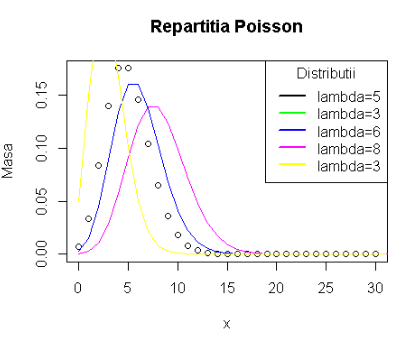 Repartitia Poisson
Masa
0.00
0.05
0.10
0.15
Distributii
lambda=5
lambda=3
lambda=6
lambda=8
lambda=3
0 5 10 15 20 25 30
x